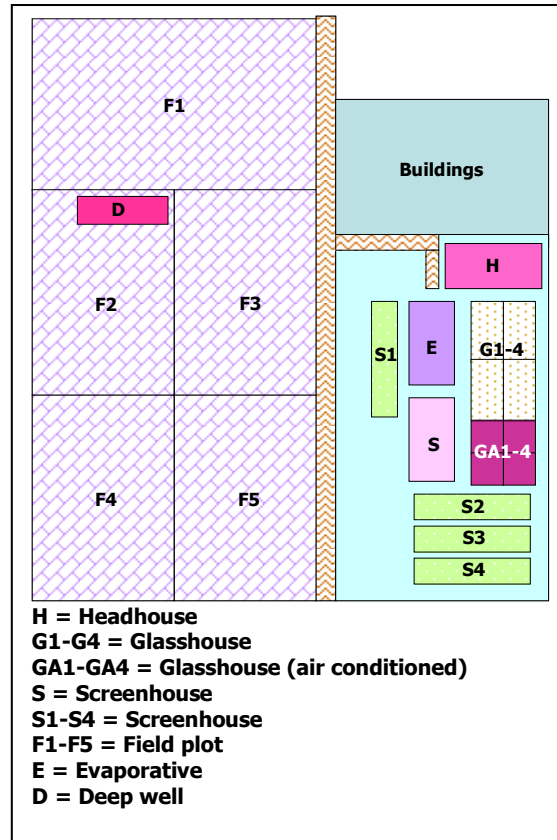 F1
Buildings
D
H
F2
F3
S1
E
G1-4
S
GA1-4
F4
F5
S2
S3
S4
H = Headhouse
G1-G4 = Glasshouse
GA1-GA4 = Glasshouse (air conditioned)
S = Screenhouse
S1-S4 = Screenhouse
F1-F5 = Field plot
E = Evaporative
D = Deep well